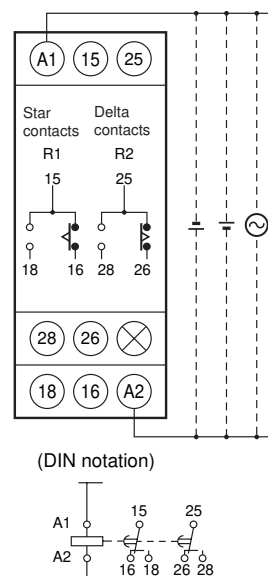 A1 15 25
Star contacts
Delta contacts
R1 R2
15 25
18 16 28 26
28 26
18 16 A2
(DIN notation)
15 25
A1
A2
16 18 26 28